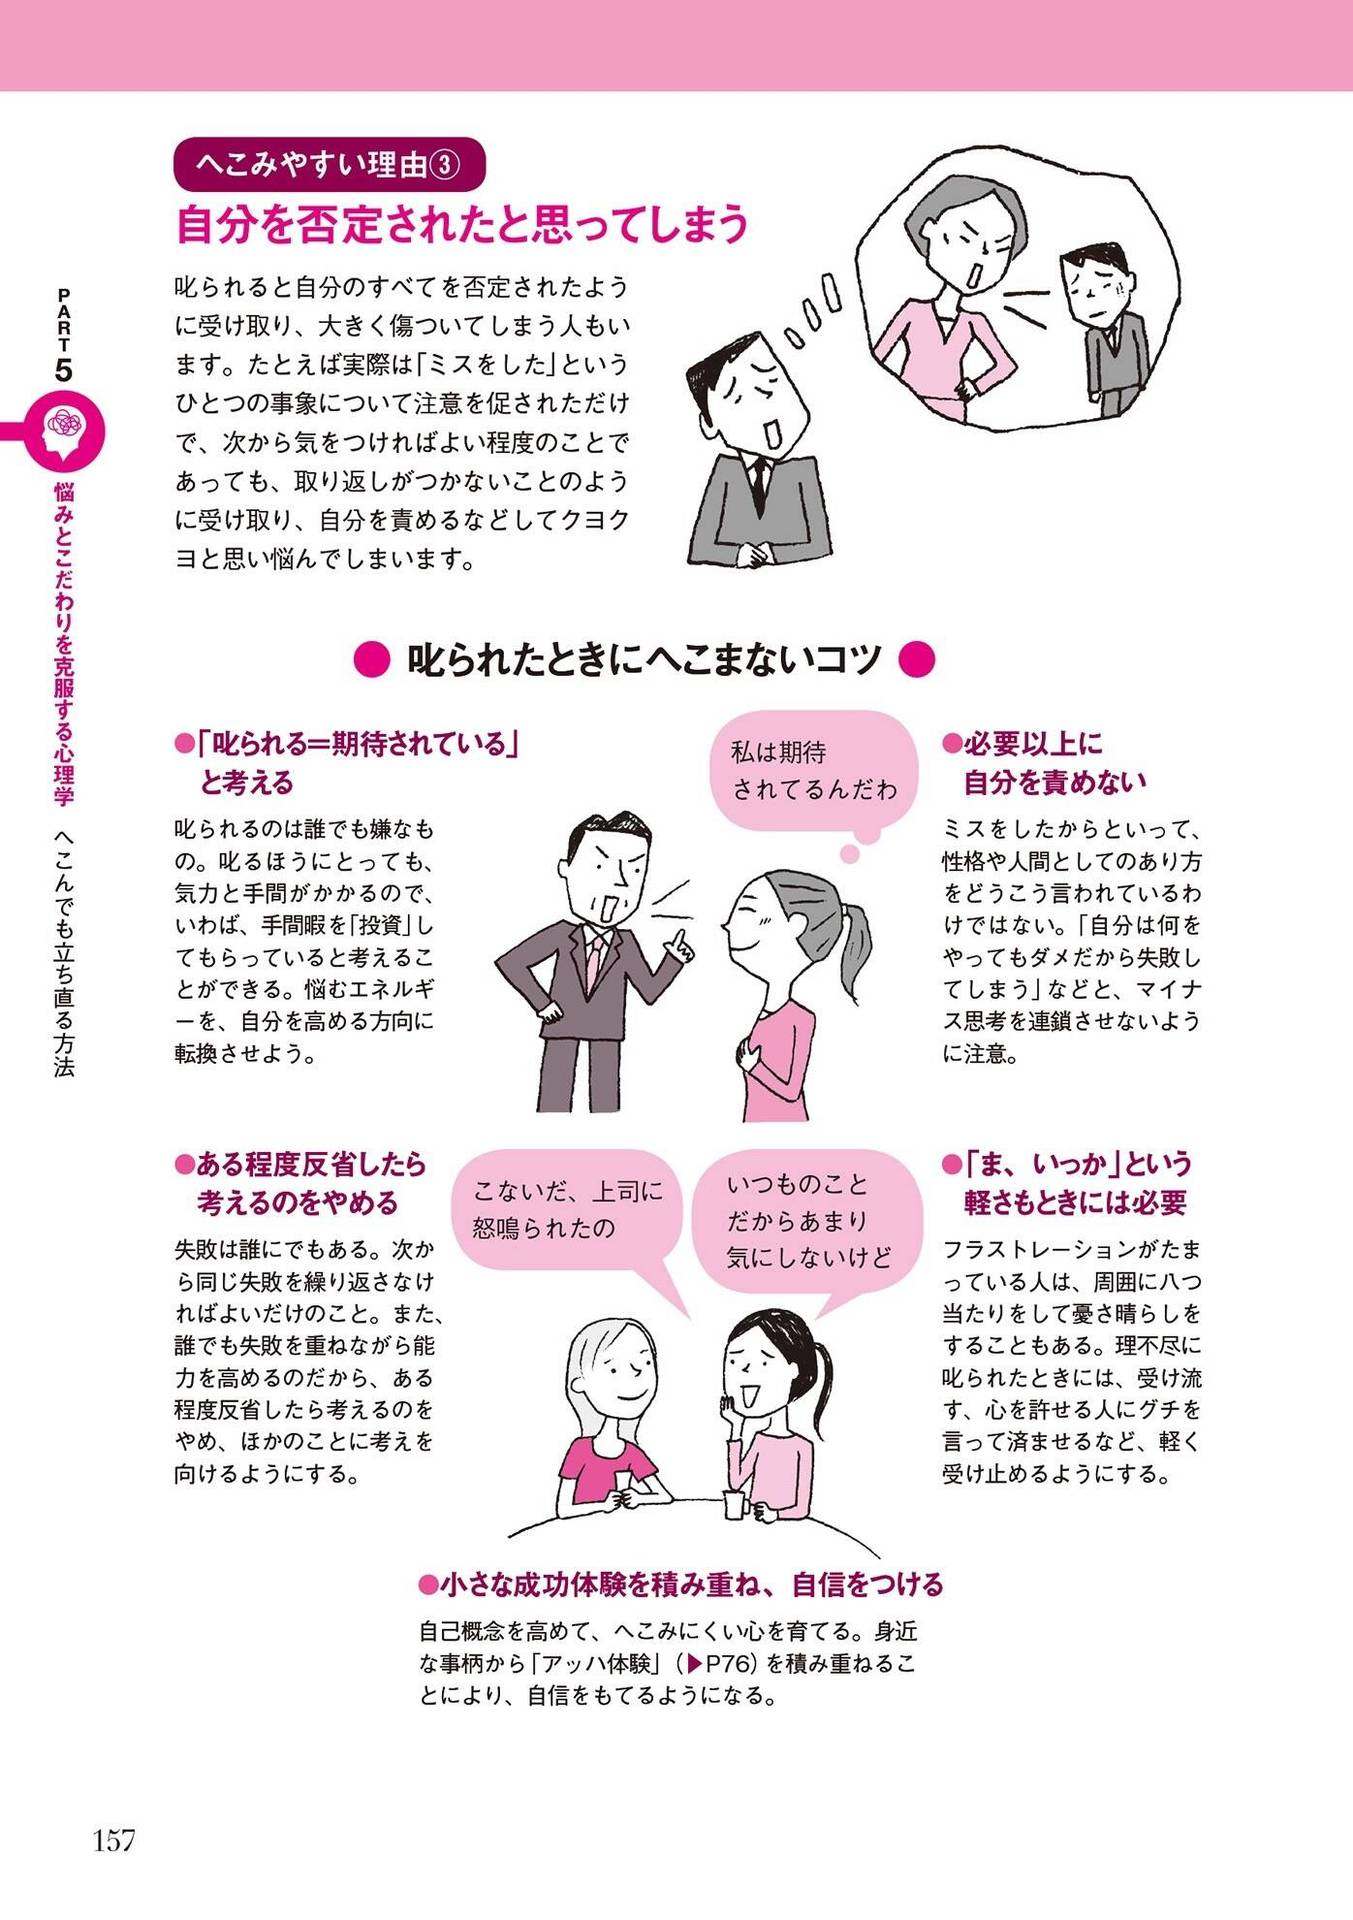 へこみやすい理由③
自分を否定されたと思ってしまう
叱られると自分のすべてを否定されたよう
に受け取り、大きく傷ついてしまう人もい
ます。たとえば実際は「ミスをした」という
ひとつの事象について注意を促されただけ
で、次から気をつければよい程度のことで
あっても、取り返しがつかないことのよう
に受け取り、自分を責めるなどしてクヨク
ヨと思い悩んでしまいます。
PART5
悩みとこだわりを克服する心理学 へこんでも立ち直る方法
●叱られたときにへこまないコツ●
●「叱られる＝期待されている」
と考える
叱られるのは誰でも嫌なも
の。叱るほうにとっても、
気力と手間がかかるので、
いわば、手間暇を「投資」し
てもらっていると考えるこ
とができる。悩むエネルギ
ーを、自分を高める方向に
転換させよう。
私は期待
されてるんだわ
●必要以上に
自分を責めない
ミスをしたからといって、
性格や人間としてのあり方
をどうこう言われているわ
けではない。「自分は何を
やってもダメだから失敗し
てしまう」などと、マイナ
ス思考を連鎖させないよう
に注意。
●ある程度反省したら
考えるのをやめる
失敗は誰にでもある。次か
ら同じ失敗を繰り返さなけ
ればよいだけのこと。また、
誰でも失敗を重ねながら能
力を高めるのだから、ある
程度反省したら考えるのを
やめ、ほかのことに考えを
向けるようにする。
こないだ、上司に
怒鳴られたの
いつものこと
だからあまり
気にしないけど
●「ま、いっか」という
軽さもときには必要
フラストレーションがたま
っている人は、周囲に八つ
当たりをして憂さ晴らしを
することもある。理不尽に
叱られたときには、受け流
す、心を許せる人にグチを
言って済ませるなど、軽く
受け止めるようにする。
●小さな成功体験を積み重ね、自信をつける
自己概念を高めて、へこみにくい心を育てる。身近
な事柄から「アッハ体験」（▶P76）を積み重ねるこ
とにより、自信をもてるようになる。
157